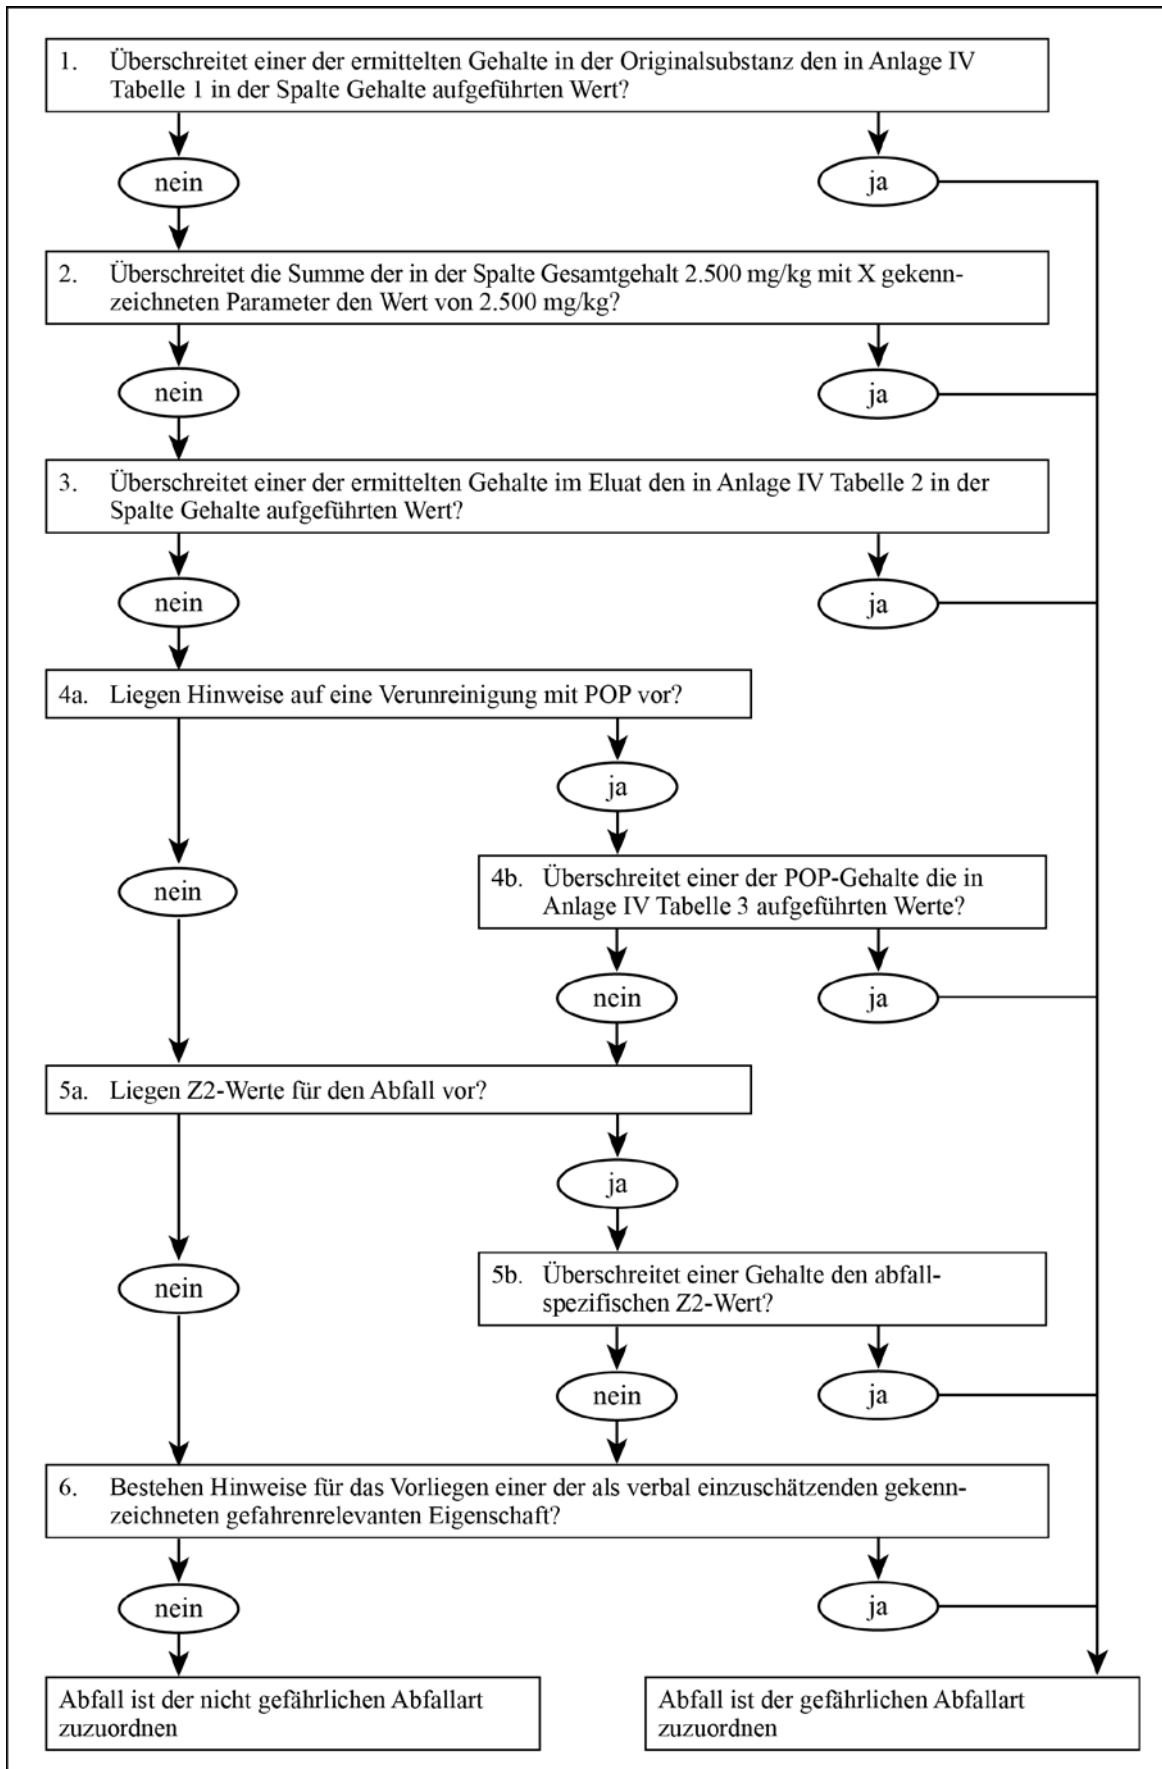 1. Überschreitet einer der ermittelten Gehalte in der Originalsubstanz den in Anlage IV
Tabelle 1 in der Spalte Gehalte aufgeführten Wert?
nein
ja
2. Überschreitet die Summe der in der Spalte Gesamtgehalt 2.500 mg/kg mit X gekenn-
zeichneten Parameter den Wert von 2.500 mg/kg?
nein
ja
3. Überschreitet einer der ermittelten Gehalte im Eluat den in Anlage IV Tabelle 2 in der
Spalte Gehalte aufgeführten Wert?
nein
ja
4a. Liegen Hinweise auf eine Verunreinigung mit POP vor?
ja
nein
4b. Überschreitet einer der POP-Gehalte die in
Anlage IV Tabelle 3 aufgeführten Werte?
nein
ja
5a. Liegen Z2-Werte für den Abfall vor?
ja
nein
5b. Überschreitet einer Gehalte den abfall-
spezifischen Z2-Wert?
nein
ja
6. Bestehen Hinweise für das Vorliegen einer der als verbal einzuschätzenden gekenn-
zeichneten gefahrenrelevanten Eigenschaft?
nein
ja
Abfall ist der nicht gefährlichen Abfallart
zuzuordnen
Abfall ist der gefährlichen Abfallart
zuzuordnen